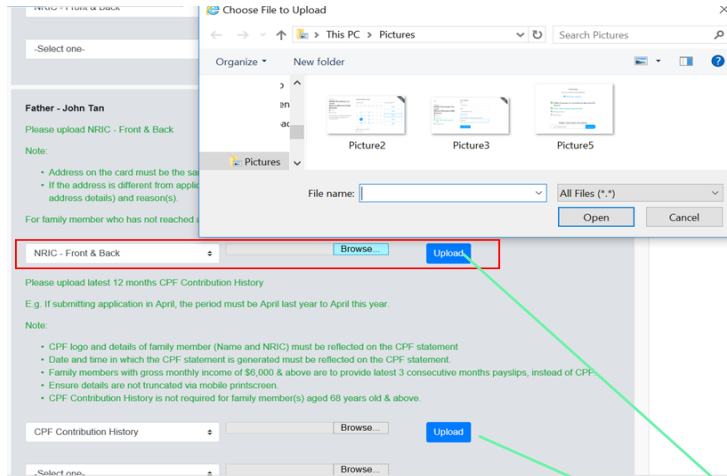 NRIC - Front & Back
Choose File to Upload
This PC > Pictures
Search Pictures
Organize
New folder
-Select one-
Picture2
Picture3
Picture5
Pictures
File name:
All Files (*.*)
Open
Cancel
Father - John Tan
Please upload NRIC - Front & Back
Note:
• Address on the card must be the
• If the address is different from
address details) and reason(s).
For family member who has not reached
NRIC - Front & Back
Browse...
Upload
Please upload latest 12 months CPF Contribution History
E.g. If submitting application in April, the period must be April last year to April this year.
Note:
• CPF logo and details of family member (Name and NRIC) must be reflected on the CPF statement
• Date and time in which the CPF statement is generated must be reflected on the CPF statement.
• Family members with gross monthly income of $6,000 & above are to provide latest 3 consecutive months payslips, instead of CPF
• Ensure details are not truncated via mobile printscreen.
• CPF Contribution History is not required for family member(s) aged 68 years old & above.
CPF Contribution History
Browse...
Upload
-Select one-
Browse...